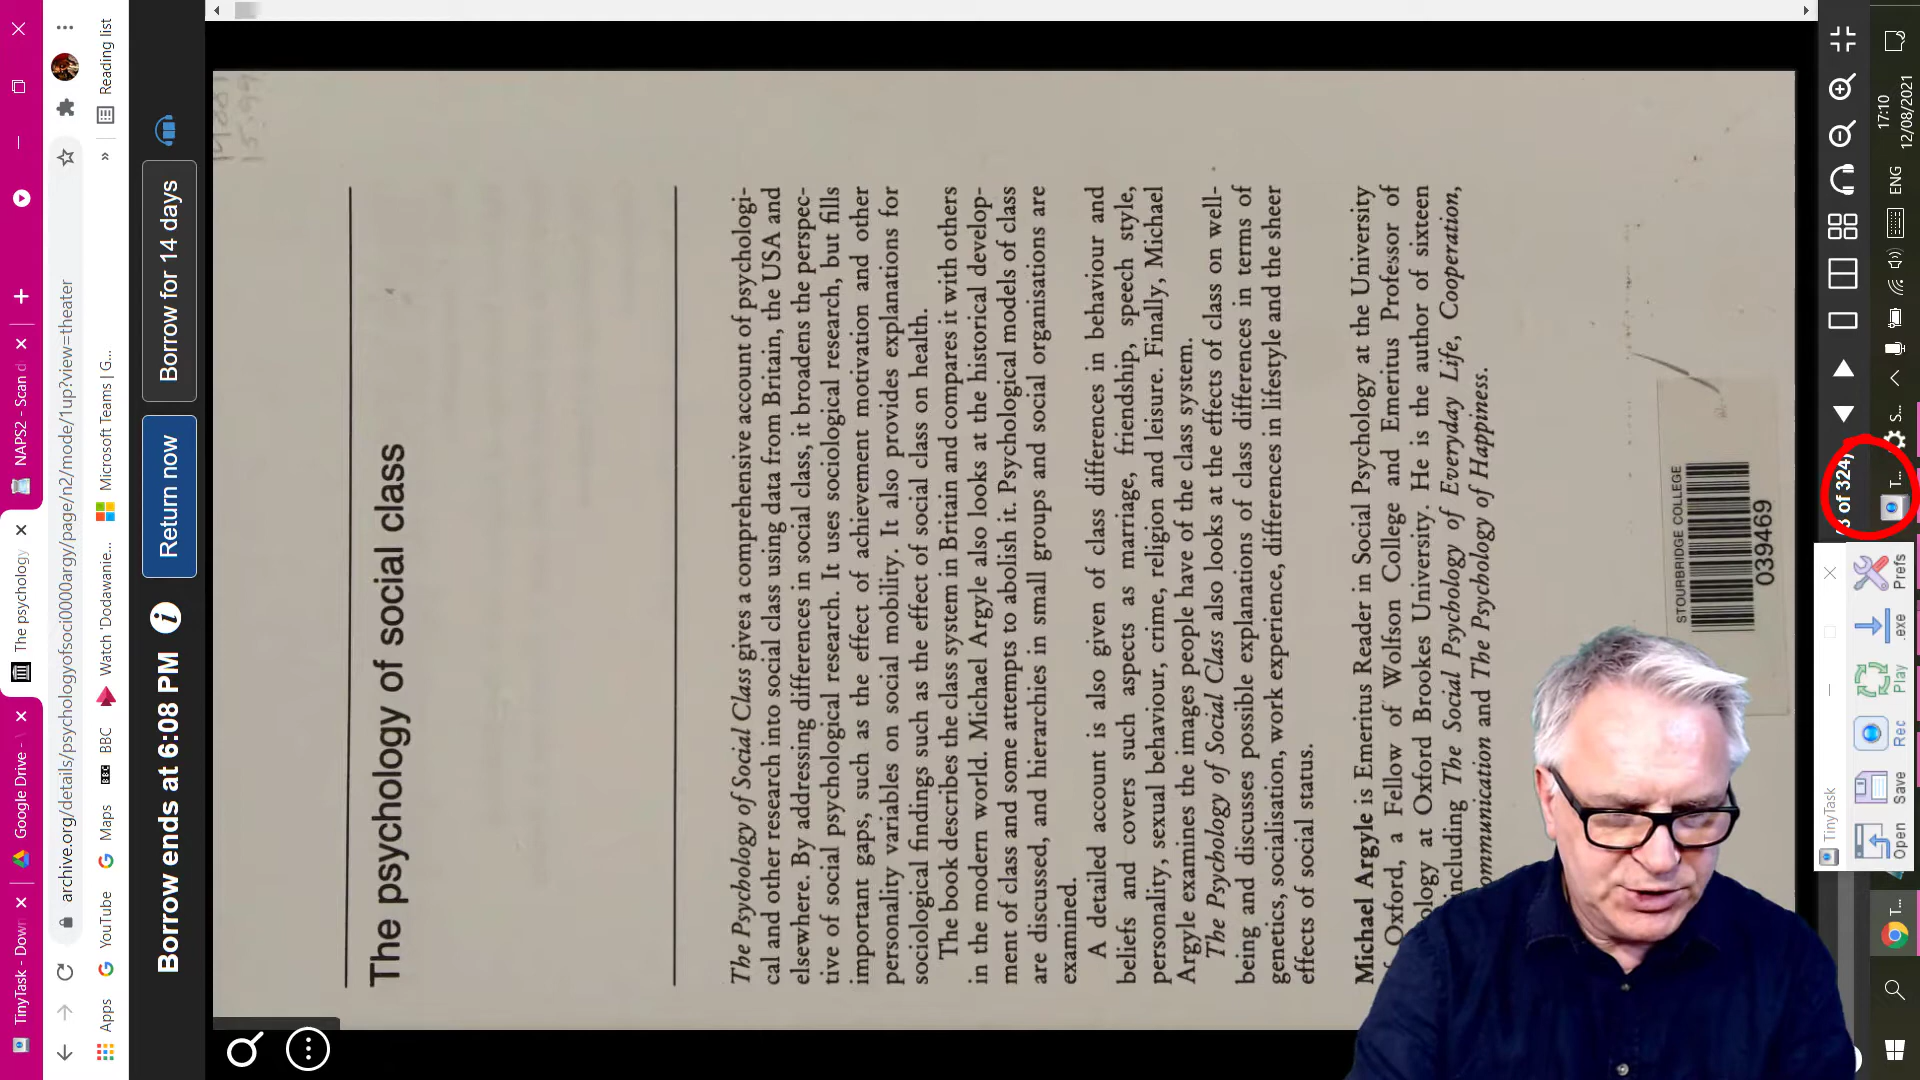 TinyTask - Down
Google Drive -
The psychology
NAPS2 - Scan d
archive.org/details/psychologyofsoci0000argy/page/n2/mode/1up?view=theater
Apps
YouTube
Maps
BBC
BBC
Watch 'Dodawanie...
Microsoft Teams | G...
»
Reading list
Borrow ends at 6:08 PM
Return now
Borrow for 14 days
The psychology of social class
The Psychology of Social Class gives a comprehensive account of psychologi-
cal and other research into social class using data from Britain, the USA and
elsewhere. By addressing differences in social class, it broadens the perspec-
tive of social psychological research. It uses sociological research, but fills
important gaps, such as the effect of achievement motivation and other
personality variables on social mobility. It also provides explanations for
sociological findings such as the effect of social class on health.
The book describes the class system in Britain and compares it with others
in the modern world. Michael Argyle also looks at the historical develop-
ment of class and some attempts to abolish it. Psychological models of class
are discussed, and hierarchies in small groups and social organisations are
examined.
A detailed account is also given of class differences in behaviour and
beliefs and covers such aspects as marriage, friendship, speech style,
personality, sexual behaviour, crime, religion and leisure. Finally, Michael
Argyle examines the images people have of the class system.
The Psychology of Social Class also looks at the effects of class on well-
being and discusses possible explanations of class differences in terms of
genetics, socialisation, work experience, differences in lifestyle and the sheer
effects of social status.
Michael Argyle is Emeritus Reader in Social Psychology at the University
Oxford, a Fellow of Wolfson College and Emeritus Professor of
ology at Oxford Brookes University. He is the author of sixteen
including The Social Psychology of Everyday Life, Cooperation,
ommunication and The Psychology of Happiness.
STOURBRIDGE COLLEGE
039469
of 324)
TinyTask
Open
Save
Rec
Play
.exe
Prefs
T...
T...
S...
ENG
17:10
12/08/2021